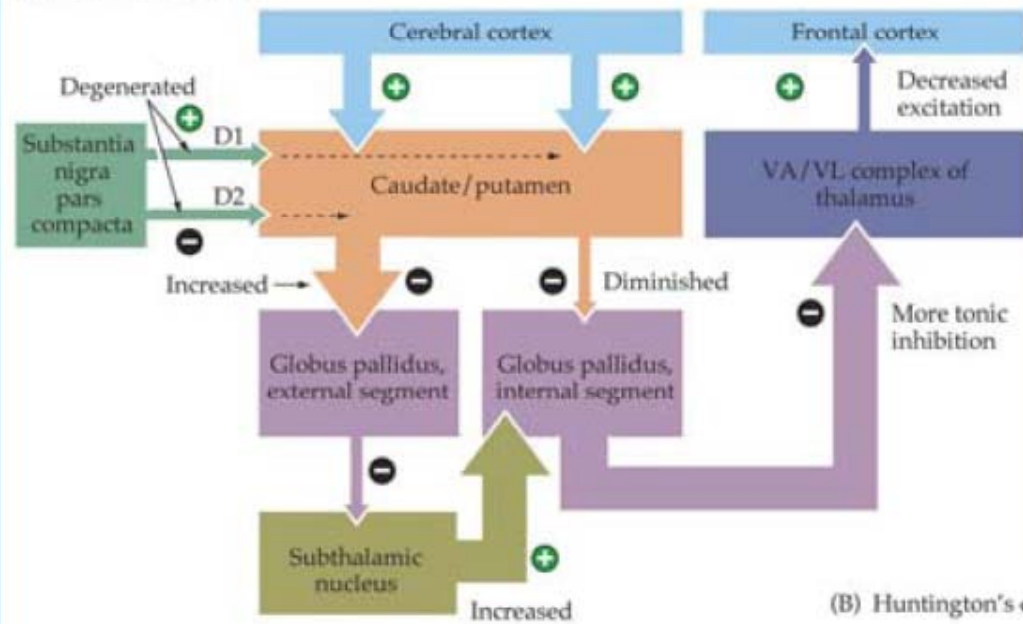 Cerebral cortex
Frontal cortex
Degenerated
+
+
+
Decreased
excitation
+
D1
Substantia
nigra
pars
compacta
Caudate/putamen
VA/VL complex of
thalamus
D2
−
Increased
−
−
Diminished
−
More tonic
inhibition
Globus pallidus,
external segment
Globus pallidus,
internal segment
−
Subthalamic
nucleus
+
Increased
(B) Huntington's